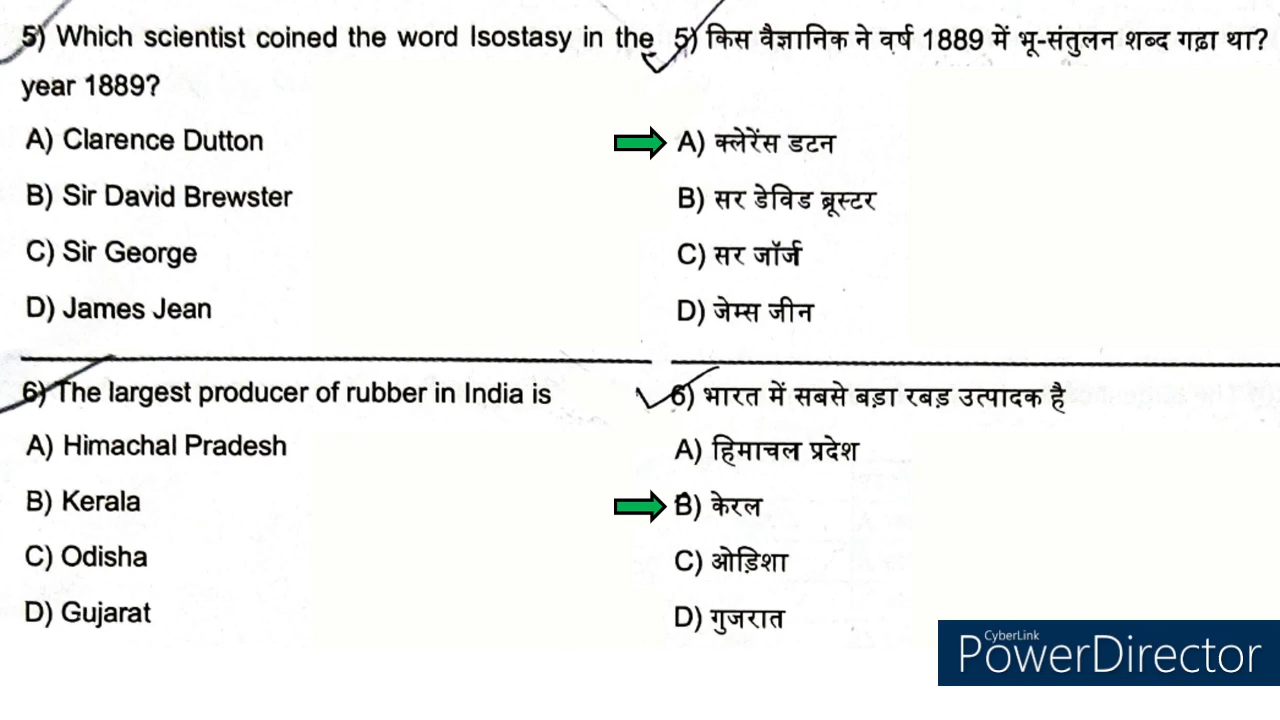 5) Which scientist coined the word Isostasy in the
year 1889?
A) Clarence Dutton
B) Sir David Brewster
C) Sir George
D) James Jean
6) The largest producer of rubber in India is
A) Himachal Pradesh
B) Kerala
C) Odisha
D) Gujarat
5) किस वैज्ञानिक ने वर्ष 1889 में भू-संतुलन शब्द गढ़ा था?
A) क्लेरेंस डटन
B) सर डेविड ब्रूस्टर
C) सर जॉर्ज
D) जेम्स जीन
6) भारत में सबसे बड़ा रबड़ उत्पादक है
A) हिमाचल प्रदेश
B) केरल
C) ओड़िशा
D) गुजरात
CyberLink
PowerDirector